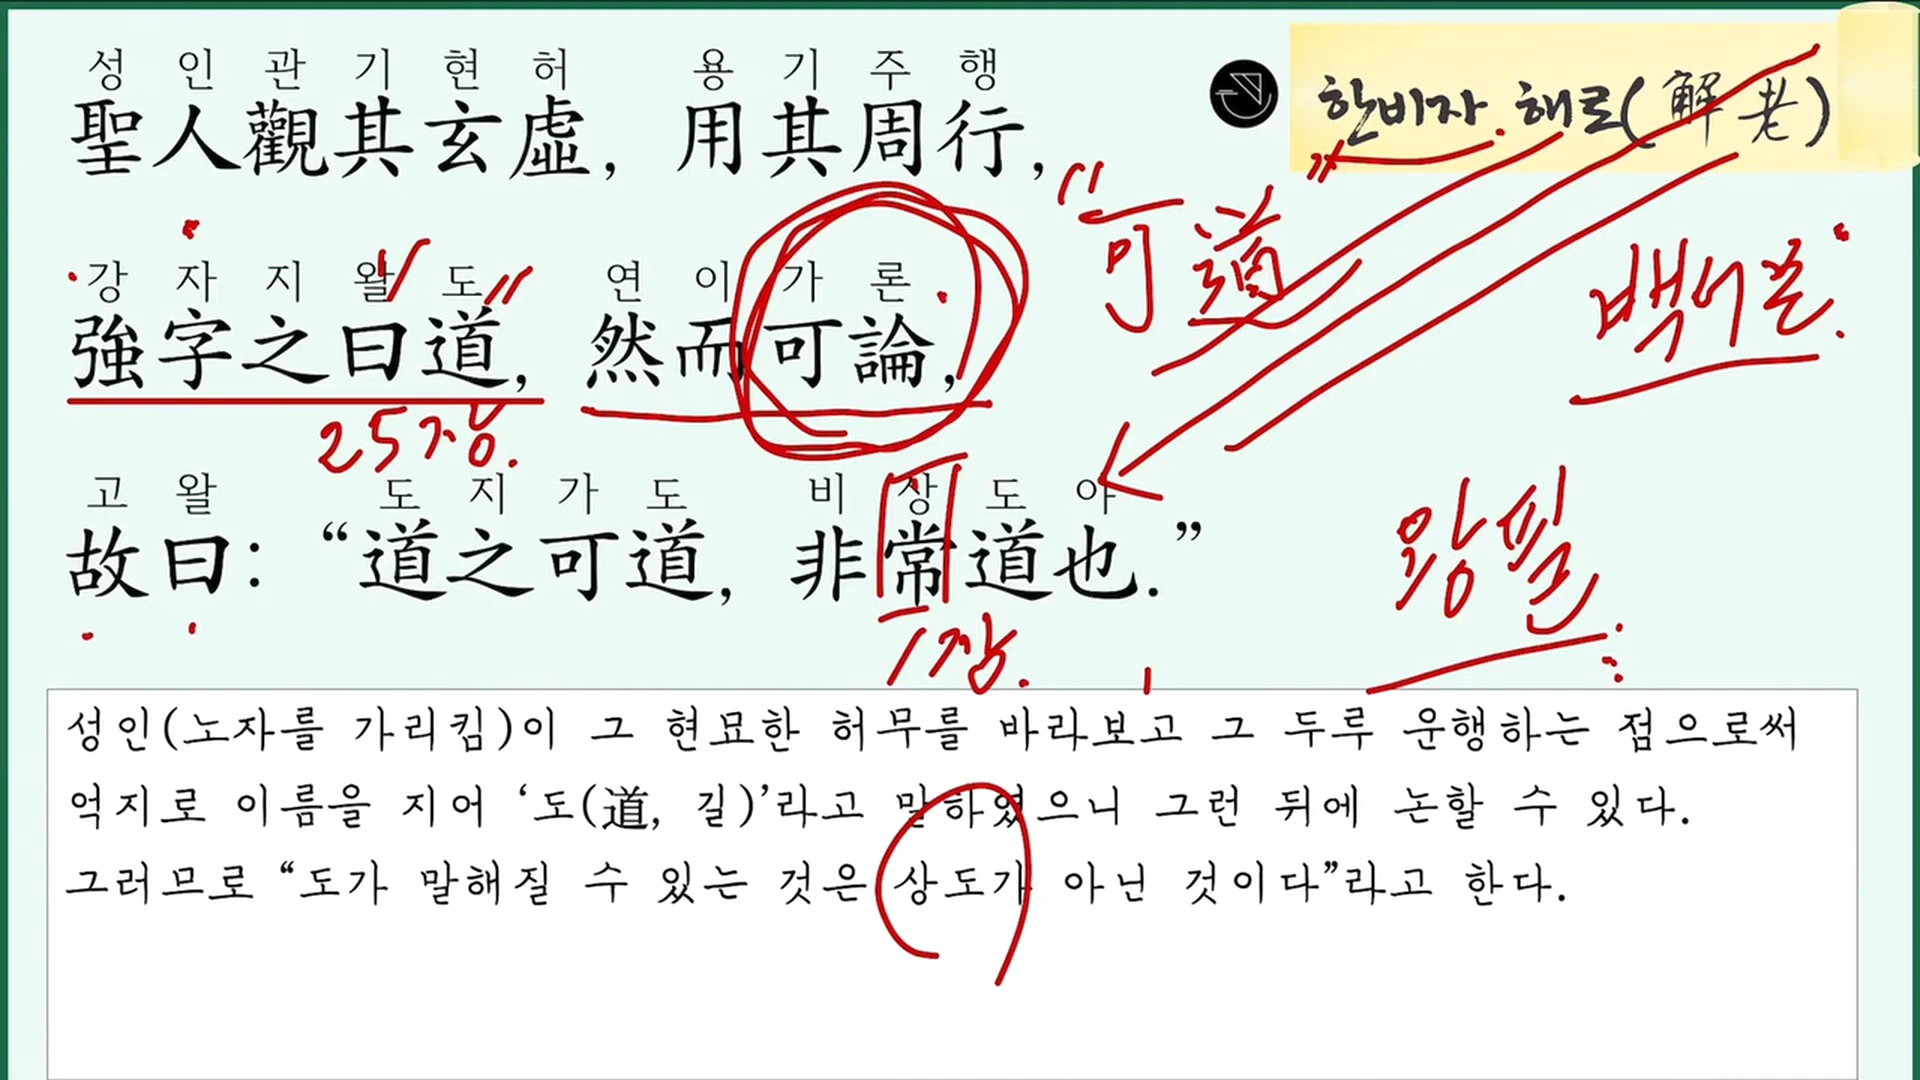 성 인 관 기 현 허 용 기 주 행
聖人觀其玄虛, 用其周行,
한비자 해로(解老)
"可道"
강 자 지 왈 도 연 이 가 론
強字之曰道, 然而可論,
25장.
백서본.
고 왈 도 지 가 도 비 상 도 야
故曰: “道之可道, 非常道也.”
1장.
왕필
성인(노자를 가리킴)이 그 현묘한 허무를 바라보고 그 두루 운행하는 점으로써
억지로 이름을 지어 ‘도(道, 길)’라고 말하였으니 그런 뒤에 논할 수 있다.
그러므로 “도가 말해질 수 있는 것은 상도가 아닌 것이다”라고 한다.